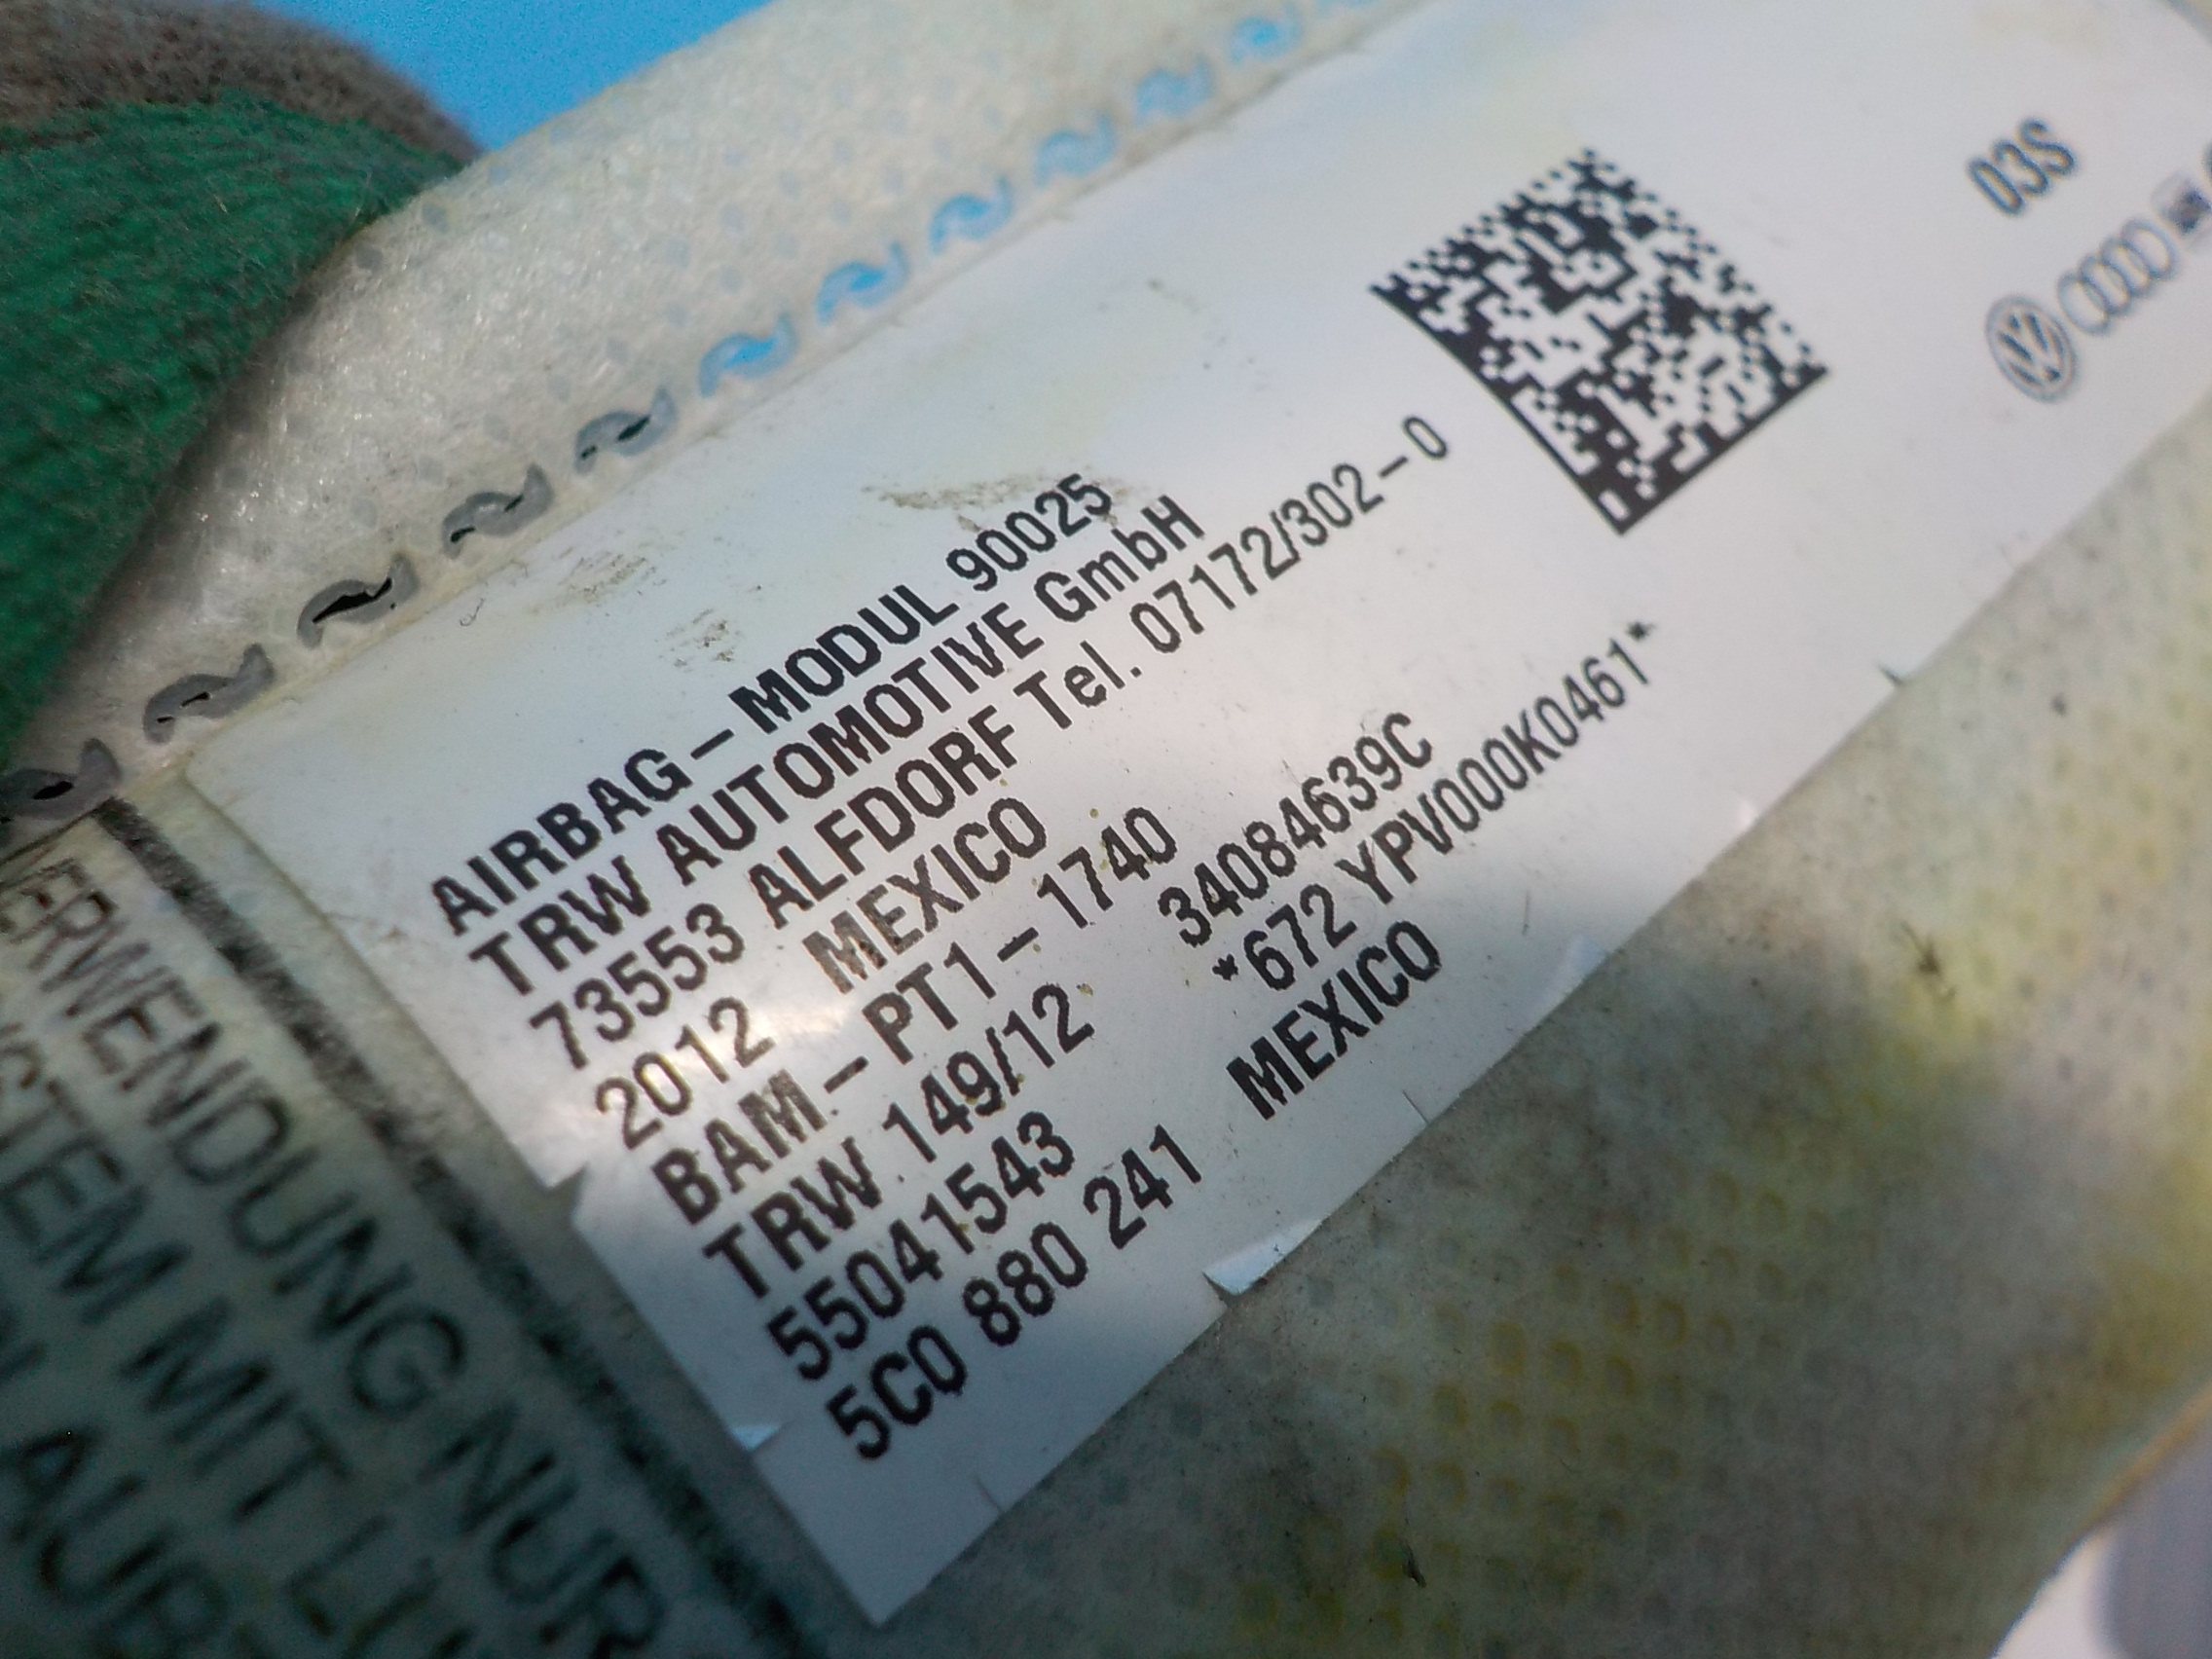 AIRBAG – MODUL 90025
TRW AUTOMOTIVE GmbH
73553 ALFDORF Tel. 07172/302 – 0
2012 MEXICO
BAM – PT1 – 1740
TRW 149/12 34084639C
55041543 *672 YPV000K0461*
5C0 880 241 MEXICO
03S
VERWENDUNG NUR
MIT